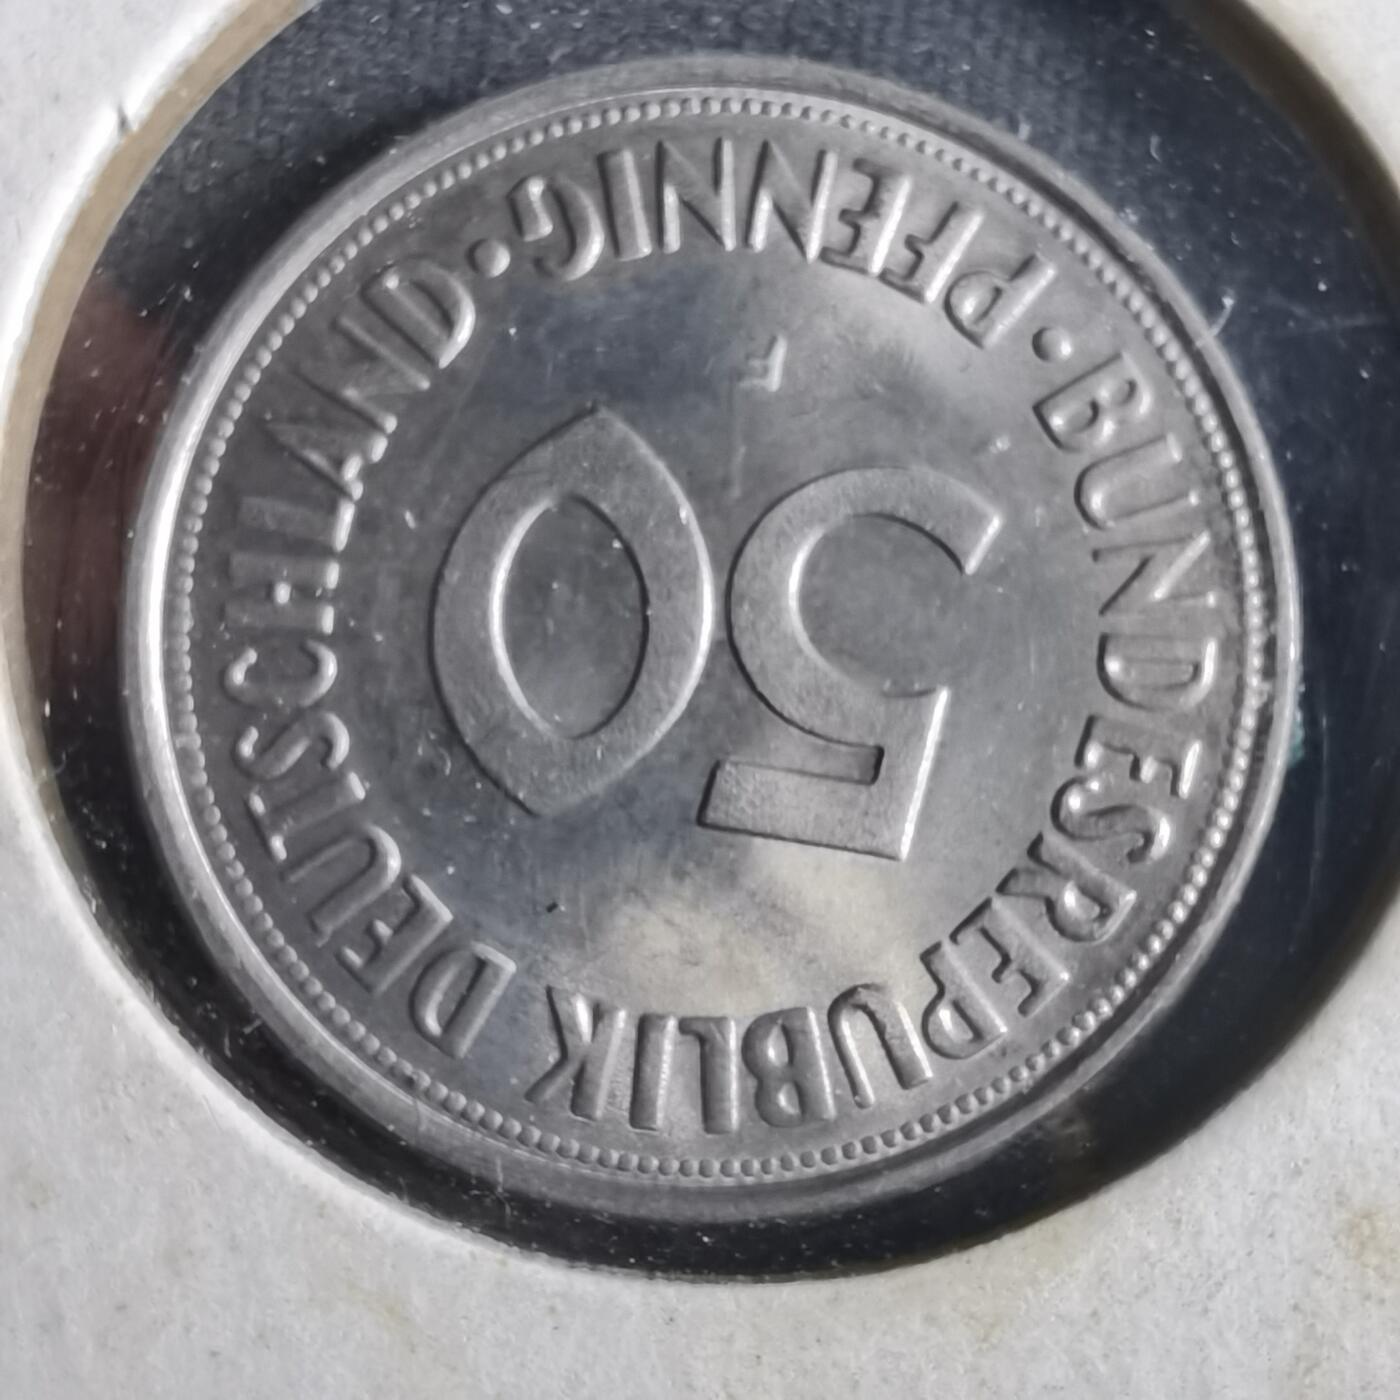 BUNDESREPUBLIK DEUTSCHLAND
50
F
· PFENNIG ·